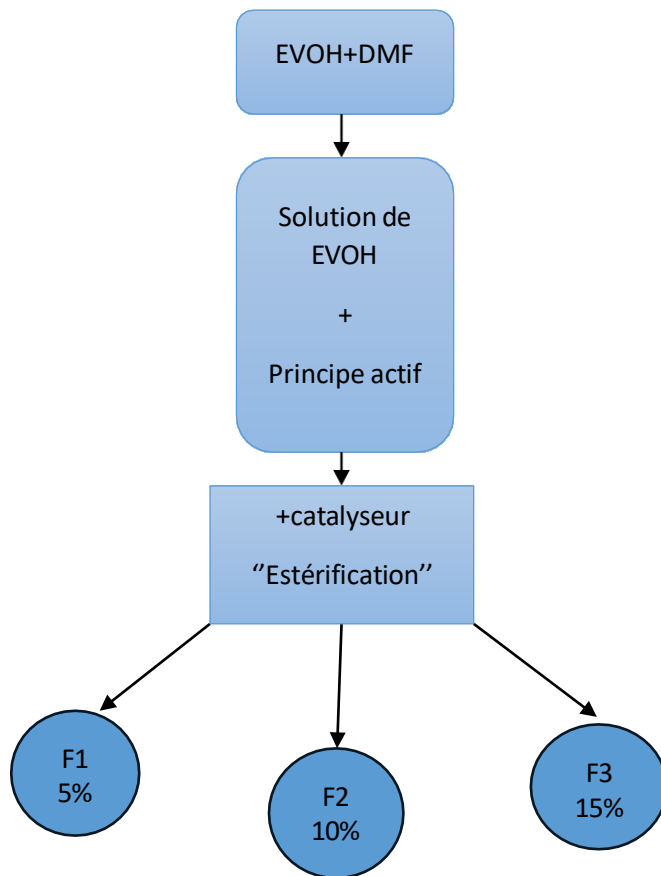 EVOH+DMF
Solution de
EVOH
+
Principe actif
+catalyseur
‘’Estérification’’
F1
5%
F2
10%
F3
15%